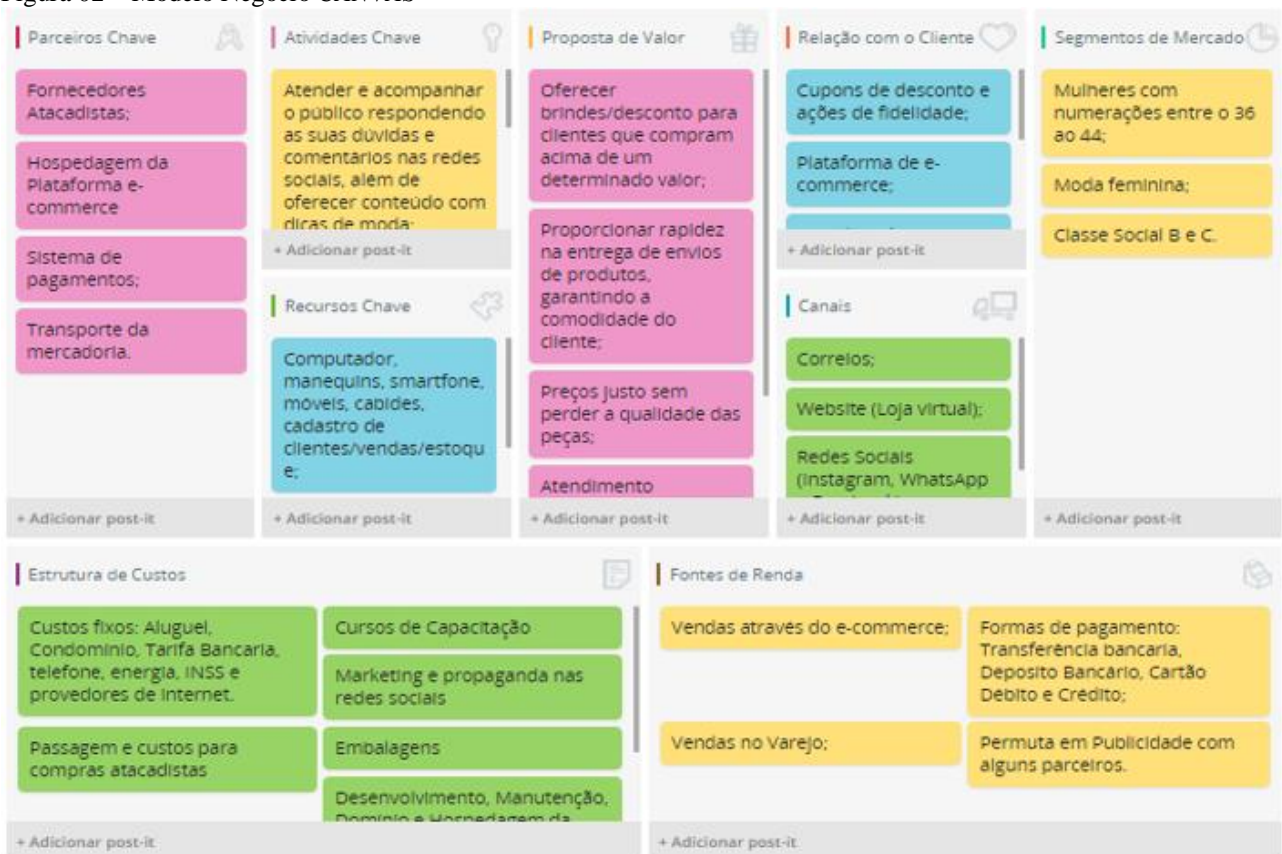 Parceiros Chave
Fornecedores
Atacadistas;
Hospedagem da
Plataforma e-
commerce
Sistema de
pagamentos;
Transporte da
mercadoria.
+ Adicionar post-it
Atividades Chave
Atender e acompanhar
o público respondendo
as suas dúvidas e
comentários nas redes
sociais, além de
oferecer conteúdo com
dicas de moda;
+ Adicionar post-it
Recursos Chave
Computador,
manequins, smartfone,
móveis, cabides,
cadastro de
clientes/vendas/estoqu
e;
+ Adicionar post-it
Proposta de Valor
Oferecer
brindes/desconto para
clientes que compram
acima de um
determinado valor;
Proporcionar rapidez
na entrega de envios
de produtos,
garantindo a
comodidade do
cliente;
Preços justo sem
perder a qualidade das
peças;
Atendimento
+ Adicionar post-it
Relação com o Cliente
Cupons de desconto e
ações de fidelidade;
Plataforma de e-
commerce;
+ Adicionar post-it
Canais
Correios;
Website (Loja virtual);
Redes Sociais
(Instagram, WhatsApp
+ Adicionar post-it
Segmentos de Mercado
Mulheres com
numerações entre o 36
ao 44;
Moda feminina;
Classe Social B e C.
+ Adicionar post-it
Estrutura de Custos
Custos fixos: Aluguel,
Condomínio, Tarifa Bancaria,
telefone, energia, INSS e
provedores de Internet.
Passagem e custos para
compras atacadistas
Cursos de Capacitação
Marketing e propaganda nas
redes sociais
Embalagens
Desenvolvimento, Manutenção,
Domínio e Hospedagem da
+ Adicionar post-it
Fontes de Renda
Vendas através do e-commerce;
Vendas no Varejo;
Formas de pagamento:
Transferência bancaria,
Deposito Bancário, Cartão
Débito e Crédito;
Permuta em Publicidade com
alguns parceiros.
+ Adicionar post-it